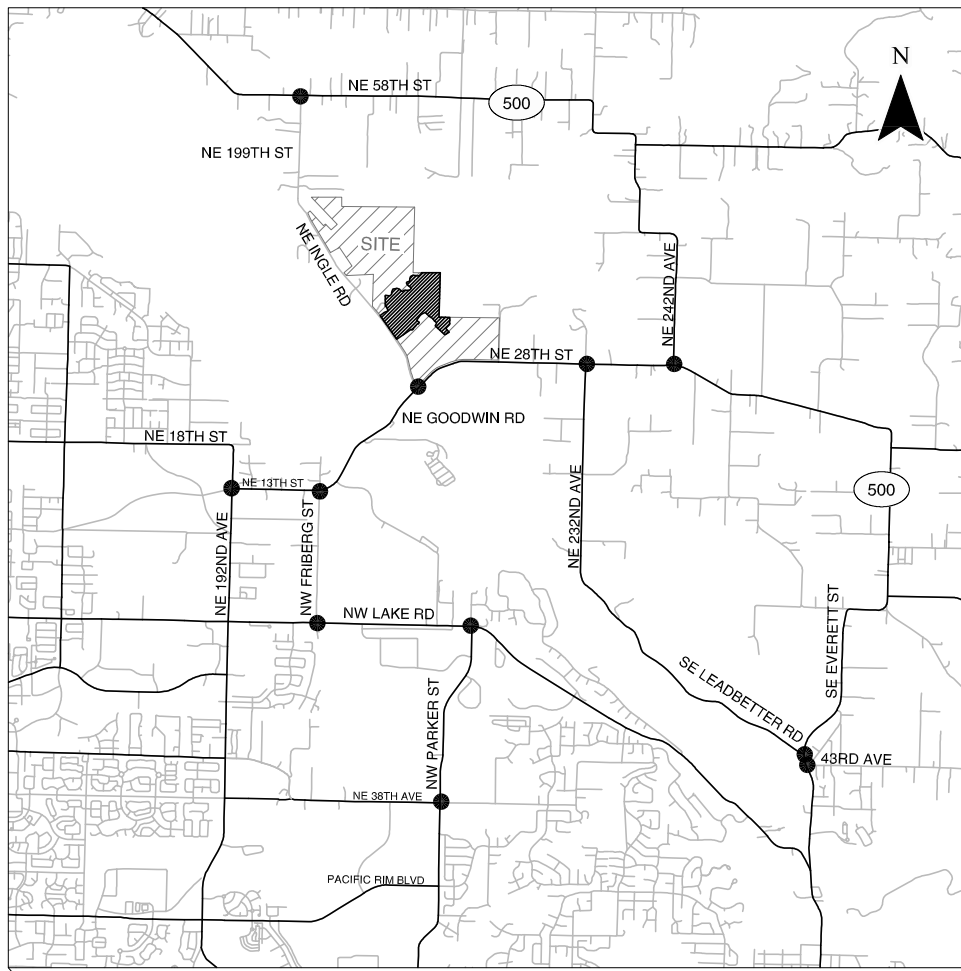 N
NE 58TH ST
500
NE 199TH ST
SITE
NE INGLE RD
NE 242ND AVE
NE 28TH ST
NE GOODWIN RD
NE 18TH ST
NE 13TH ST
500
NE 232ND AVE
NE 192ND AVE
NW FRIBERG ST
NW LAKE RD
SE EVERETT ST
SE LEADBETTER RD
NW PARKER ST
43RD AVE
NE 38TH AVE
PACIFIC RIM BLVD